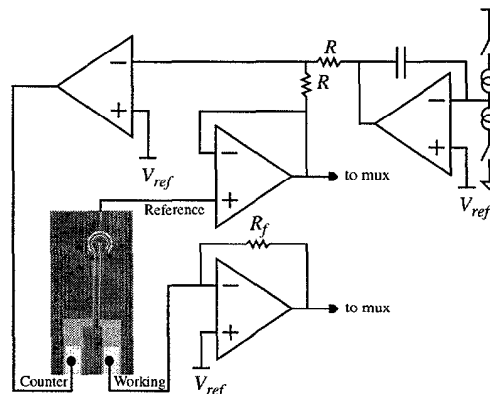 R
R
V_ref
to mux
V_ref
Reference
R_f
to mux
V_ref
Counter
Working